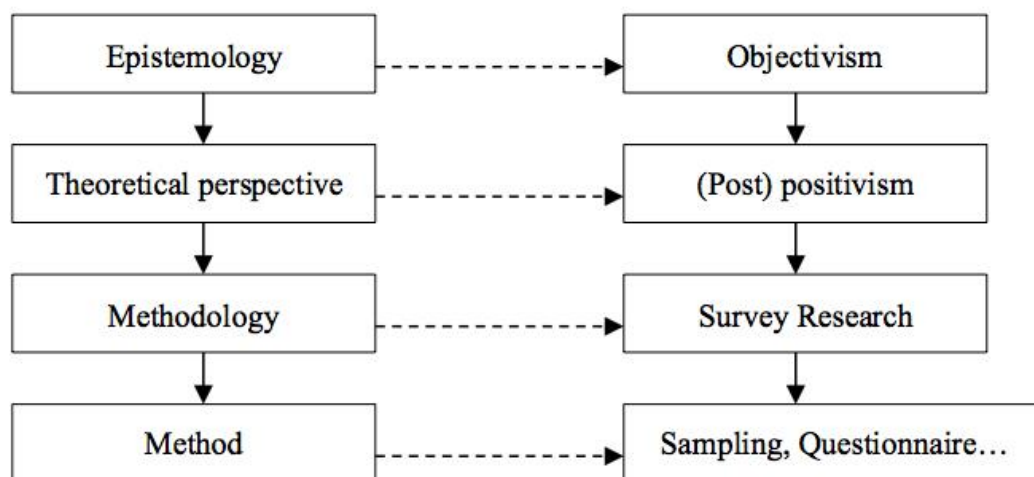 Epistemology
Objectivism
Theoretical perspective
(Post) positivism
Methodology
Survey Research
Method
Sampling, Questionnaire…